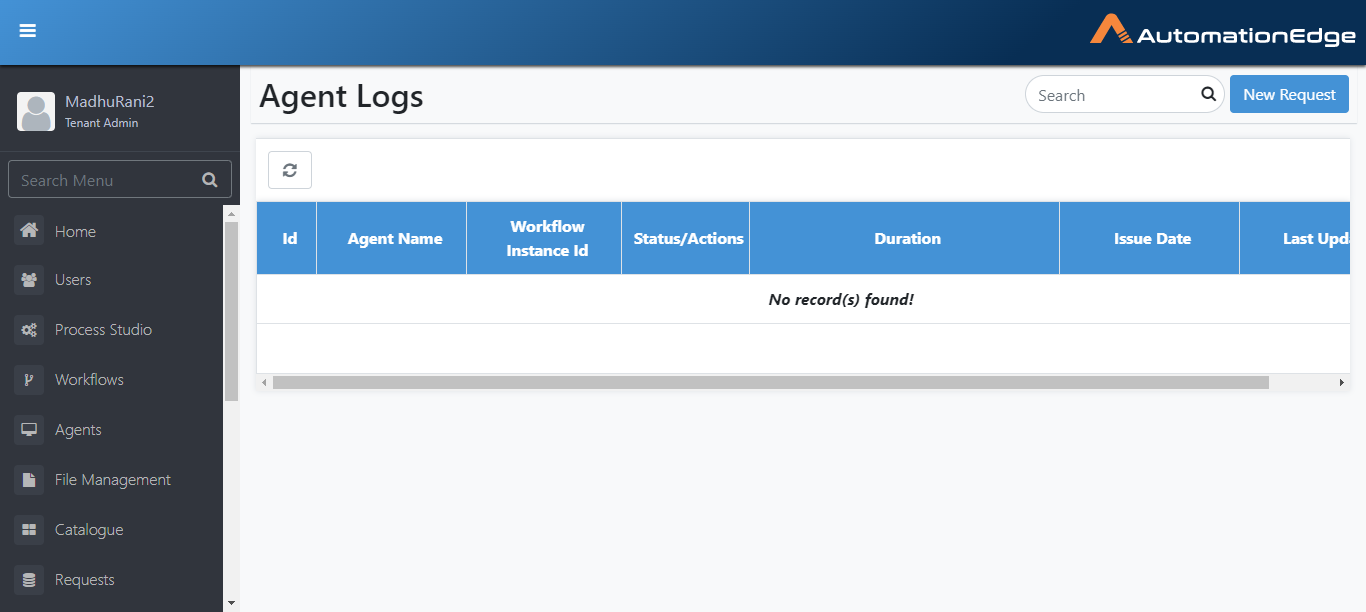 AutomationEdge
MadhuRani2
Tenant Admin
Search Menu
Home
Users
Process Studio
Workflows
Agents
File Management
Catalogue
Requests
Agent Logs
Search
New Request
Id
Agent Name
Workflow
Instance Id
Status/Actions
Duration
Issue Date
Last Upd
No record(s) found!